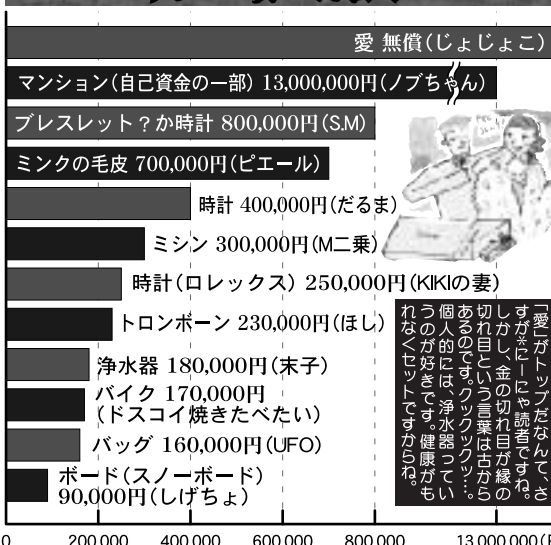 愛 無償(じょじょこ)
マンション(自己資金の一部) 13,000,000円(ノブちゃん)
ブレスレット？か時計 800,000円(S.M)
ミンクの毛皮 700,000円(ピエール)
時計 400,000円(だるま)
ミシン 300,000円(M二乗)
時計(ロレックス) 250,000円(KIKIの妻)
トロンボーン 230,000円(ほし)
浄水器 180,000円(末子)
バイク 170,000円
(ドスコイ焼きたべたい)
バッグ 160,000円(UFO)
ボード(スノーボード)
90,000円(しげちょ)
「愛」がトップだなんて、さ
すが*にーにゃ読者ですね。
しかし、金の切れ目が縁の
切れ目という言葉は古から
あるのです。クックックッ…。
個人的には、浄水器ってい
うのが好きです。健康がも
れなくセットですからね。
0 200,000 400,000 600,000 800,000 13,000,000